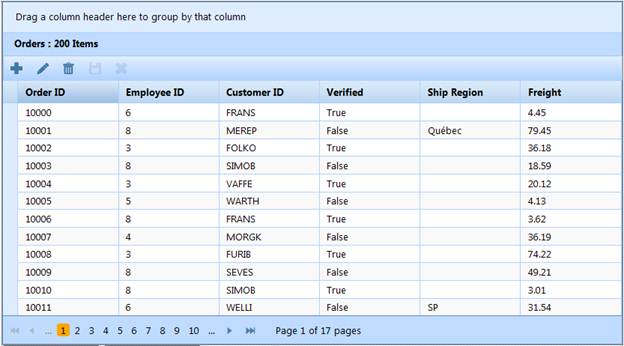 Drag a column header here to group by that column
Orders : 200 Items
Order ID Employee ID Customer ID Verified Ship Region Freight
10000 6 FRANS True 4.45
10001 8 MEREP False Québec 79.45
10002 3 FOLKO True 36.18
10003 8 SIMOB False 18.59
10004 3 VAFFE True 20.12
10005 5 WARTH False 4.13
10006 8 FRANS True 3.62
10007 4 MORGK False 36.19
10008 3 FURIB True 74.22
10009 8 SEVES False 49.21
10010 8 SIMOB True 3.01
10011 6 WELLI False SP 31.54
... 1 2 3 4 5 6 7 8 9 10 ... Page 1 of 17 pages